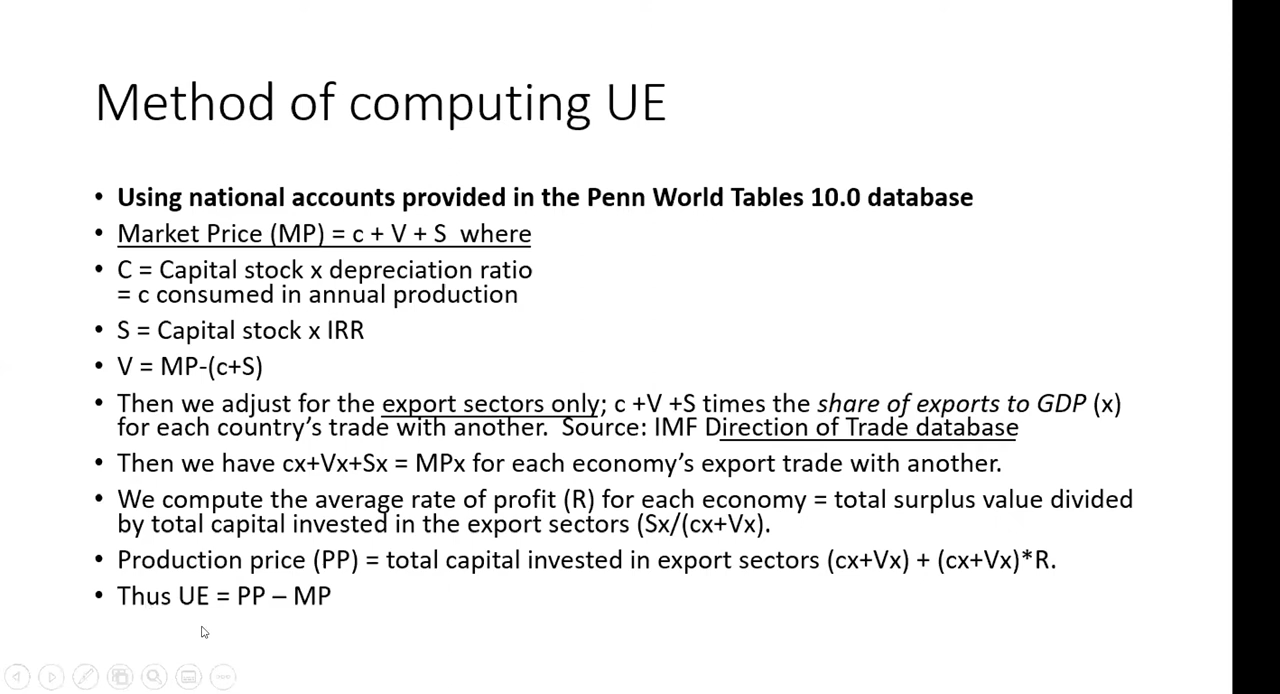 Method of computing UE
• Using national accounts provided in the Penn World Tables 10.0 database
• Market Price (MP) = c + V + S  where
• C = Capital stock x depreciation ratio
= c consumed in annual production
• S = Capital stock x IRR
• V = MP-(c+S)
• Then we adjust for the export sectors only; c +V +S times the share of exports to GDP (x)
for each country’s trade with another.  Source: IMF Direction of Trade database
• Then we have cx+Vx+Sx = MPx for each economy’s export trade with another.
• We compute the average rate of profit (R) for each economy = total surplus value divided
by total capital invested in the export sectors (Sx/(cx+Vx).
• Production price (PP) = total capital invested in export sectors (cx+Vx) + (cx+Vx)*R.
• Thus UE = PP – MP